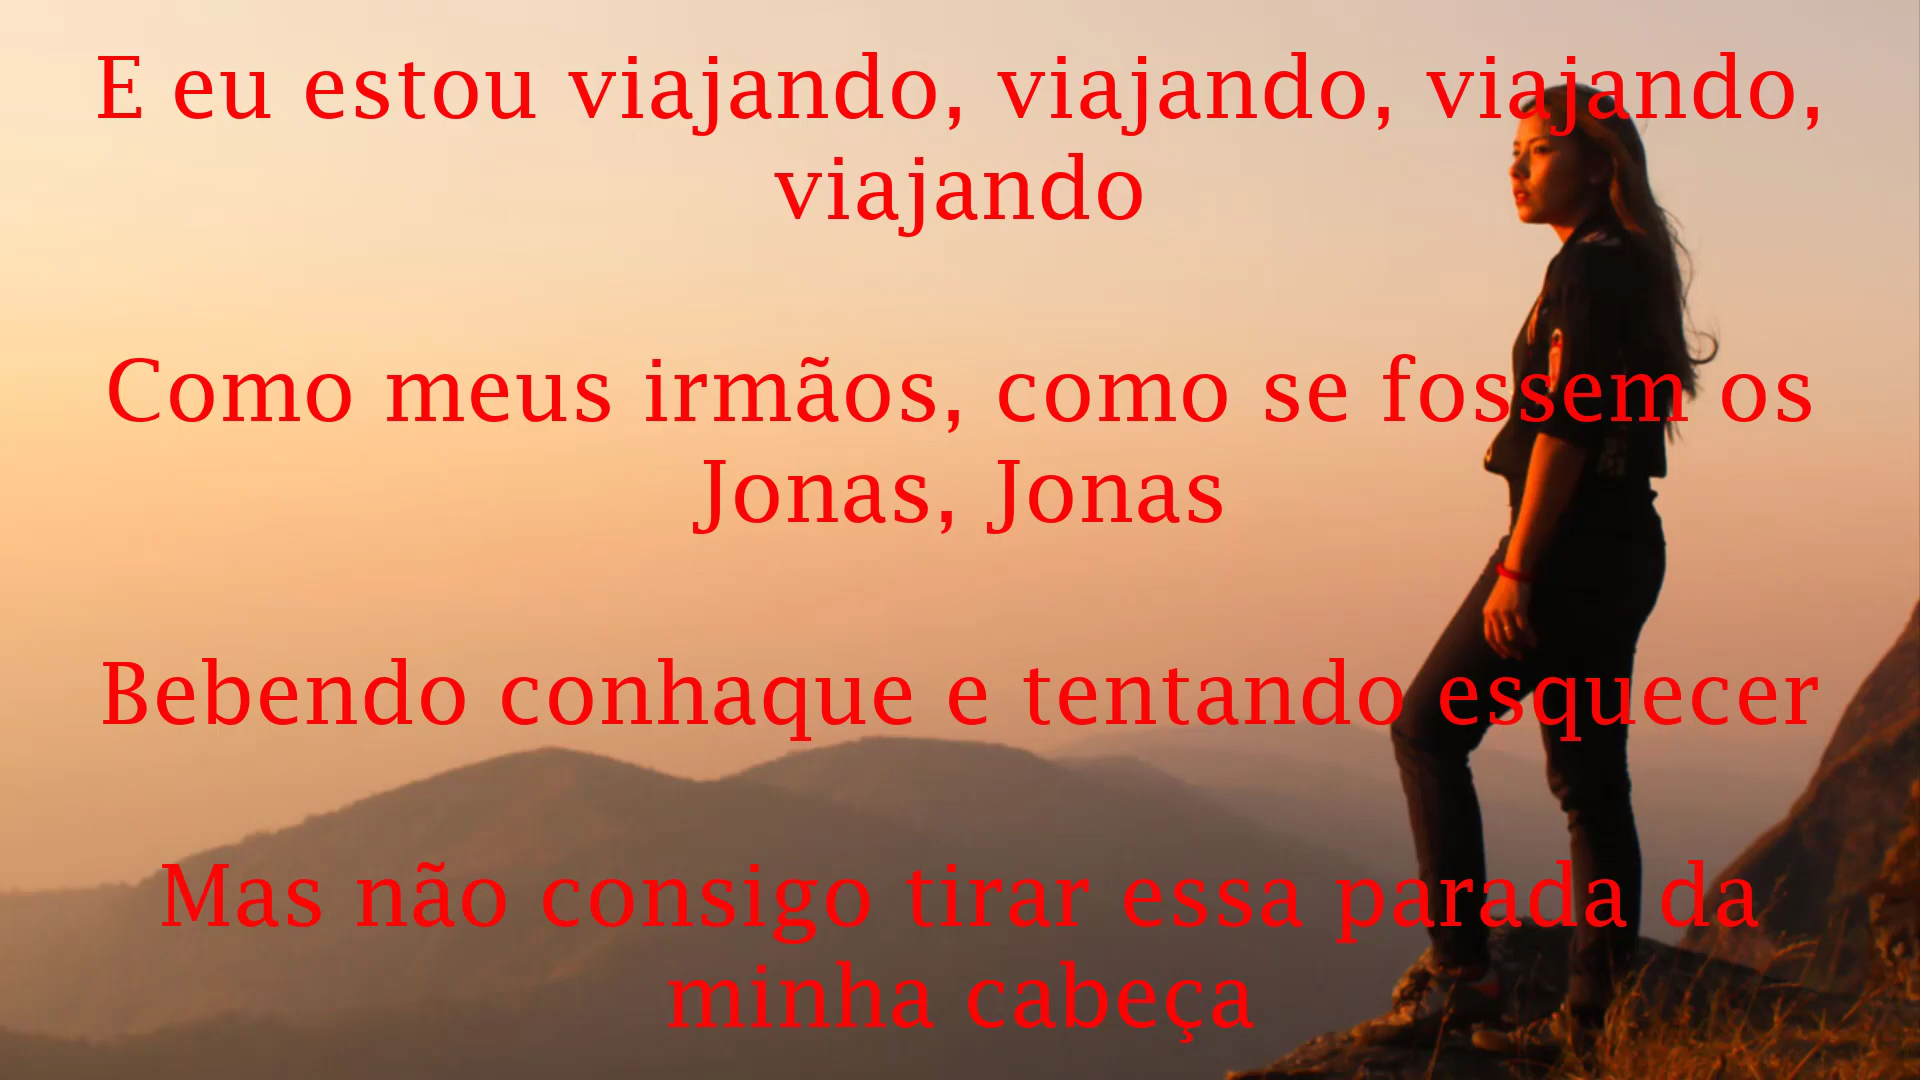 E eu estou viajando, viajando, viajando,
viajando
Como meus irmãos, como se fossem os
Jonas, Jonas
Bebendo conhaque e tentando esquecer
Mas não consigo tirar essa parada da
minha cabeça